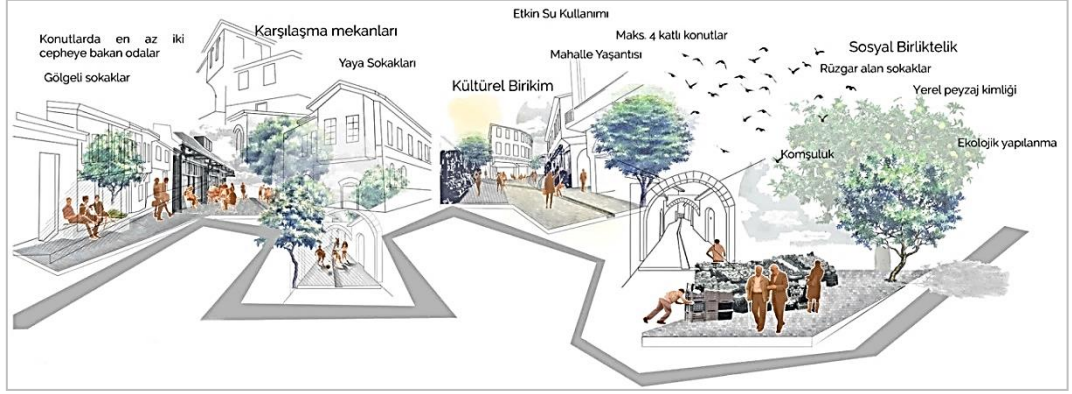 Konutlarda en az iki
cepheye bakan odalar
Gölgeli sokaklar
Karşılaşma mekanları
Yaya Sokakları
Etkin Su Kullanımı
Maks. 4 katlı konutlar
Mahalle Yaşantısı
Kültürel Birikim
Sosyal Birliktelik
Rüzgar alan sokaklar
Yerel peyzaj kimliği
Ekolojik yapılanma
Komşuluk